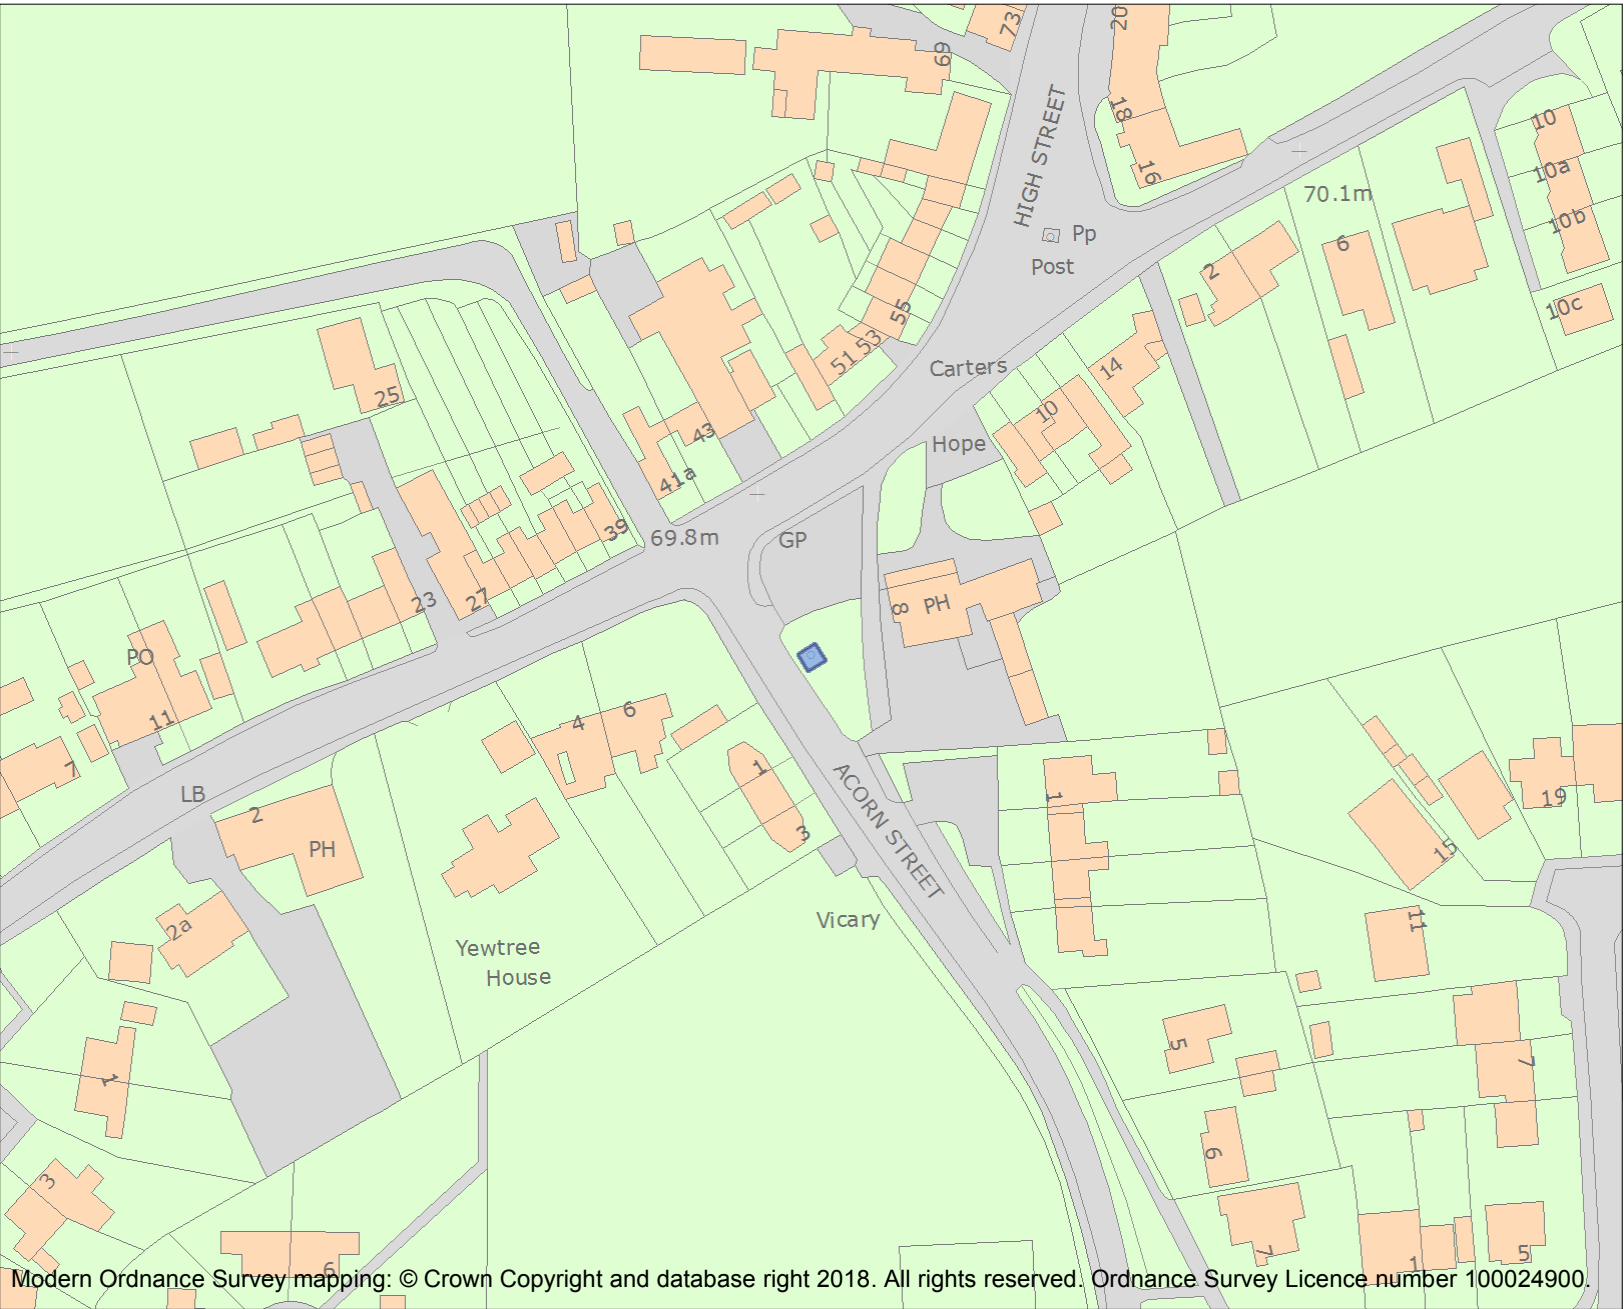 73
20
69
HIGH STREET
18
16
10
10a
10b
10c
70.1m
Pp
Post
2
6
55
51 53
Carters
14
10
Hope
25
43
41a
39
69.8m
GP
27
23
8
PH
PO
11
7
LB
4
6
1
3
ACORN STREET
1
19
15
2
PH
2a
Vicary
Yewtree
House
11
5
7
1
6
3
7
6
1
5
Modern Ordnance Survey mapping: © Crown Copyright and database right 2018. All rights reserved. Ordnance Survey Licence number 100024900.